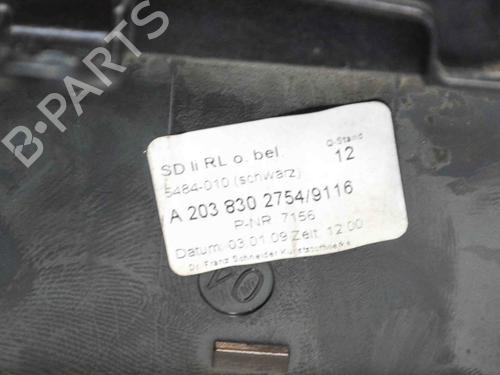 B-PARTS
SD li RL o. bel.
Q-Stand
12
5484-010 (schwarz)
A 203 830 2754/9116
P-NR. 7156
Datum: 03.01.09 Zeit: 12:00
Dr. Franz Schneider Kunststoffwerke